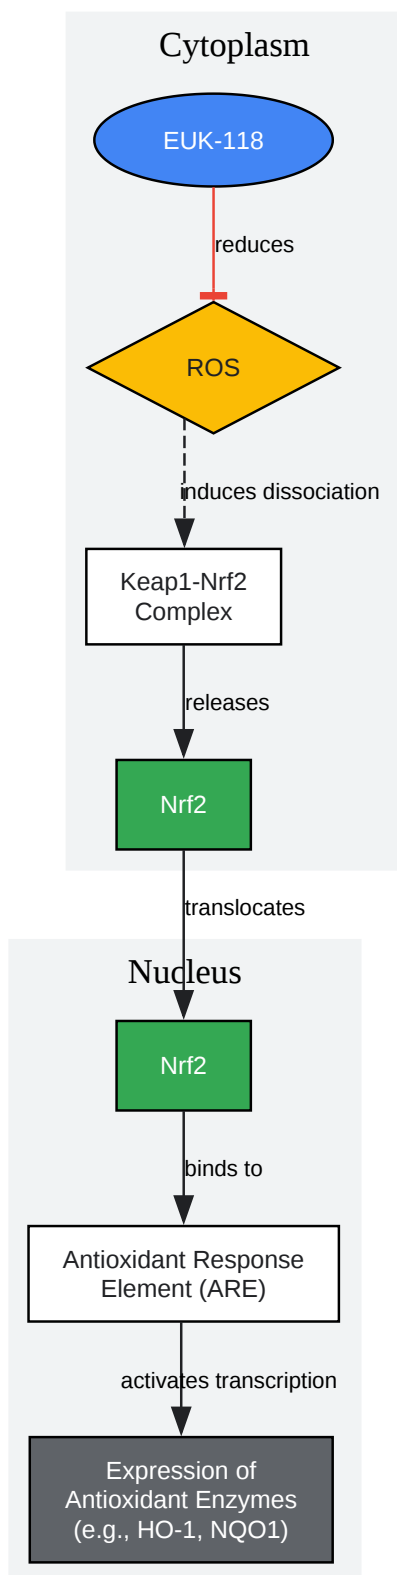 Cytoplasm
EUK-118
reduces
ROS
induces dissociation
Keap1-Nrf2
Complex
releases
Nrf2
translocates
Nucleus
Nrf2
binds to
Antioxidant Response
Element (ARE)
activates transcription
Expression of
Antioxidant Enzymes
(e.g., HO-1, NQO1)